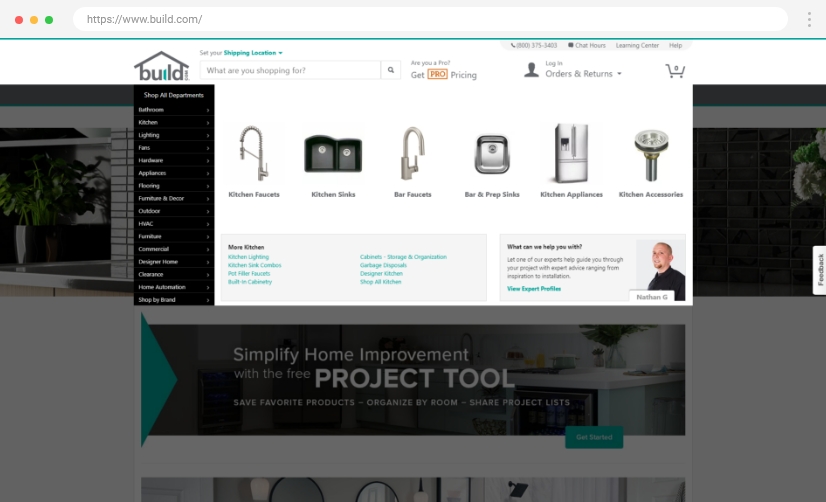 https://www.build.com/
(800) 375-3403 Chat Hours Learning Center Help
Set your Shipping Location
build
What are you shopping for?
Are you a Pro?
Get PRO Pricing
Log In
Orders & Returns
0
Shop All Departments
Bathroom
Kitchen
Lighting
Fans
Hardware
Appliances
Flooring
Furniture & Decor
Outdoor
HVAC
Furniture
Commercial
Designer Home
Clearance
Home Automation
Shop by Brand
Kitchen Faucets
Kitchen Sinks
Bar Faucets
Bar & Prep Sinks
Kitchen Appliances
Kitchen Accessories
More Kitchen
Kitchen Lighting
Kitchen Sink Combos
Pot Filler Faucets
Built-In Cabinetry
Cabinets - Storage & Organization
Garbage Disposals
Designer Kitchen
Shop All Kitchen
What can we help you with?
Let one of our experts help guide you through
your project with expert advice ranging from
inspiration to installation.
View Expert Profiles
Nathan G
Feedback
Simplify Home Improvement
with the free PROJECT TOOL
SAVE FAVORITE PRODUCTS – ORGANIZE BY ROOM – SHARE PROJECT LISTS
Get Started